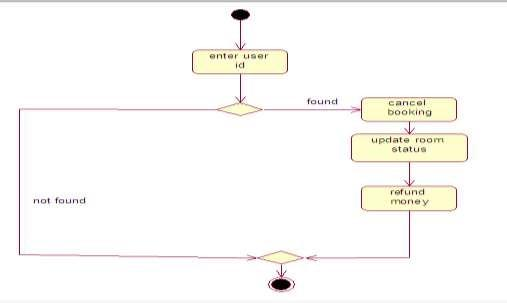 enter user
id
found
cancel
booking
update room
status
refund
money
not found